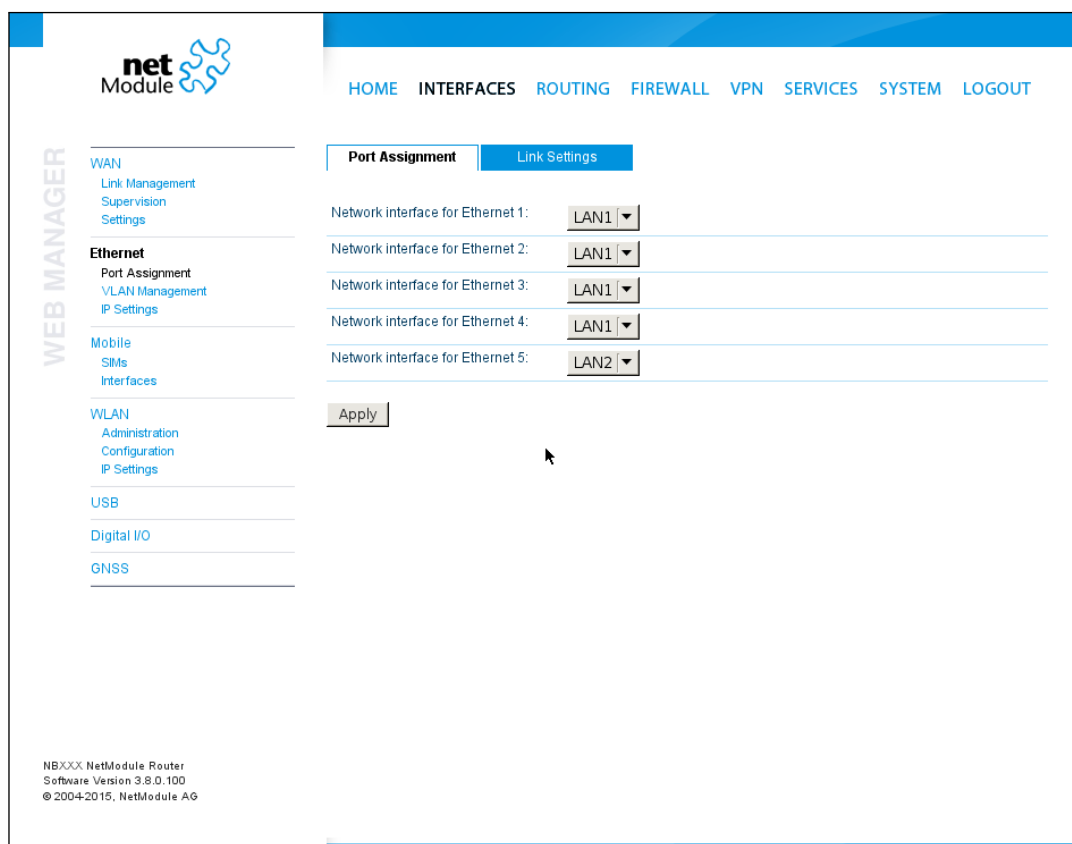 net
Module
HOME INTERFACES ROUTING FIREWALL VPN SERVICES SYSTEM LOGOUT
WEB MANAGER
WAN
Link Management
Supervision
Settings
Ethernet
Port Assignment
VLAN Management
IP Settings
Mobile
SIMs
Interfaces
WLAN
Administration
Configuration
IP Settings
USB
Digital I/O
GNSS
Port Assignment Link Settings
Network interface for Ethernet 1: LAN1
Network interface for Ethernet 2: LAN1
Network interface for Ethernet 3: LAN1
Network interface for Ethernet 4: LAN1
Network interface for Ethernet 5: LAN2
Apply
NBXXX NetModule Router
Software Version 3.8.0.100
© 2004-2015, NetModule AG